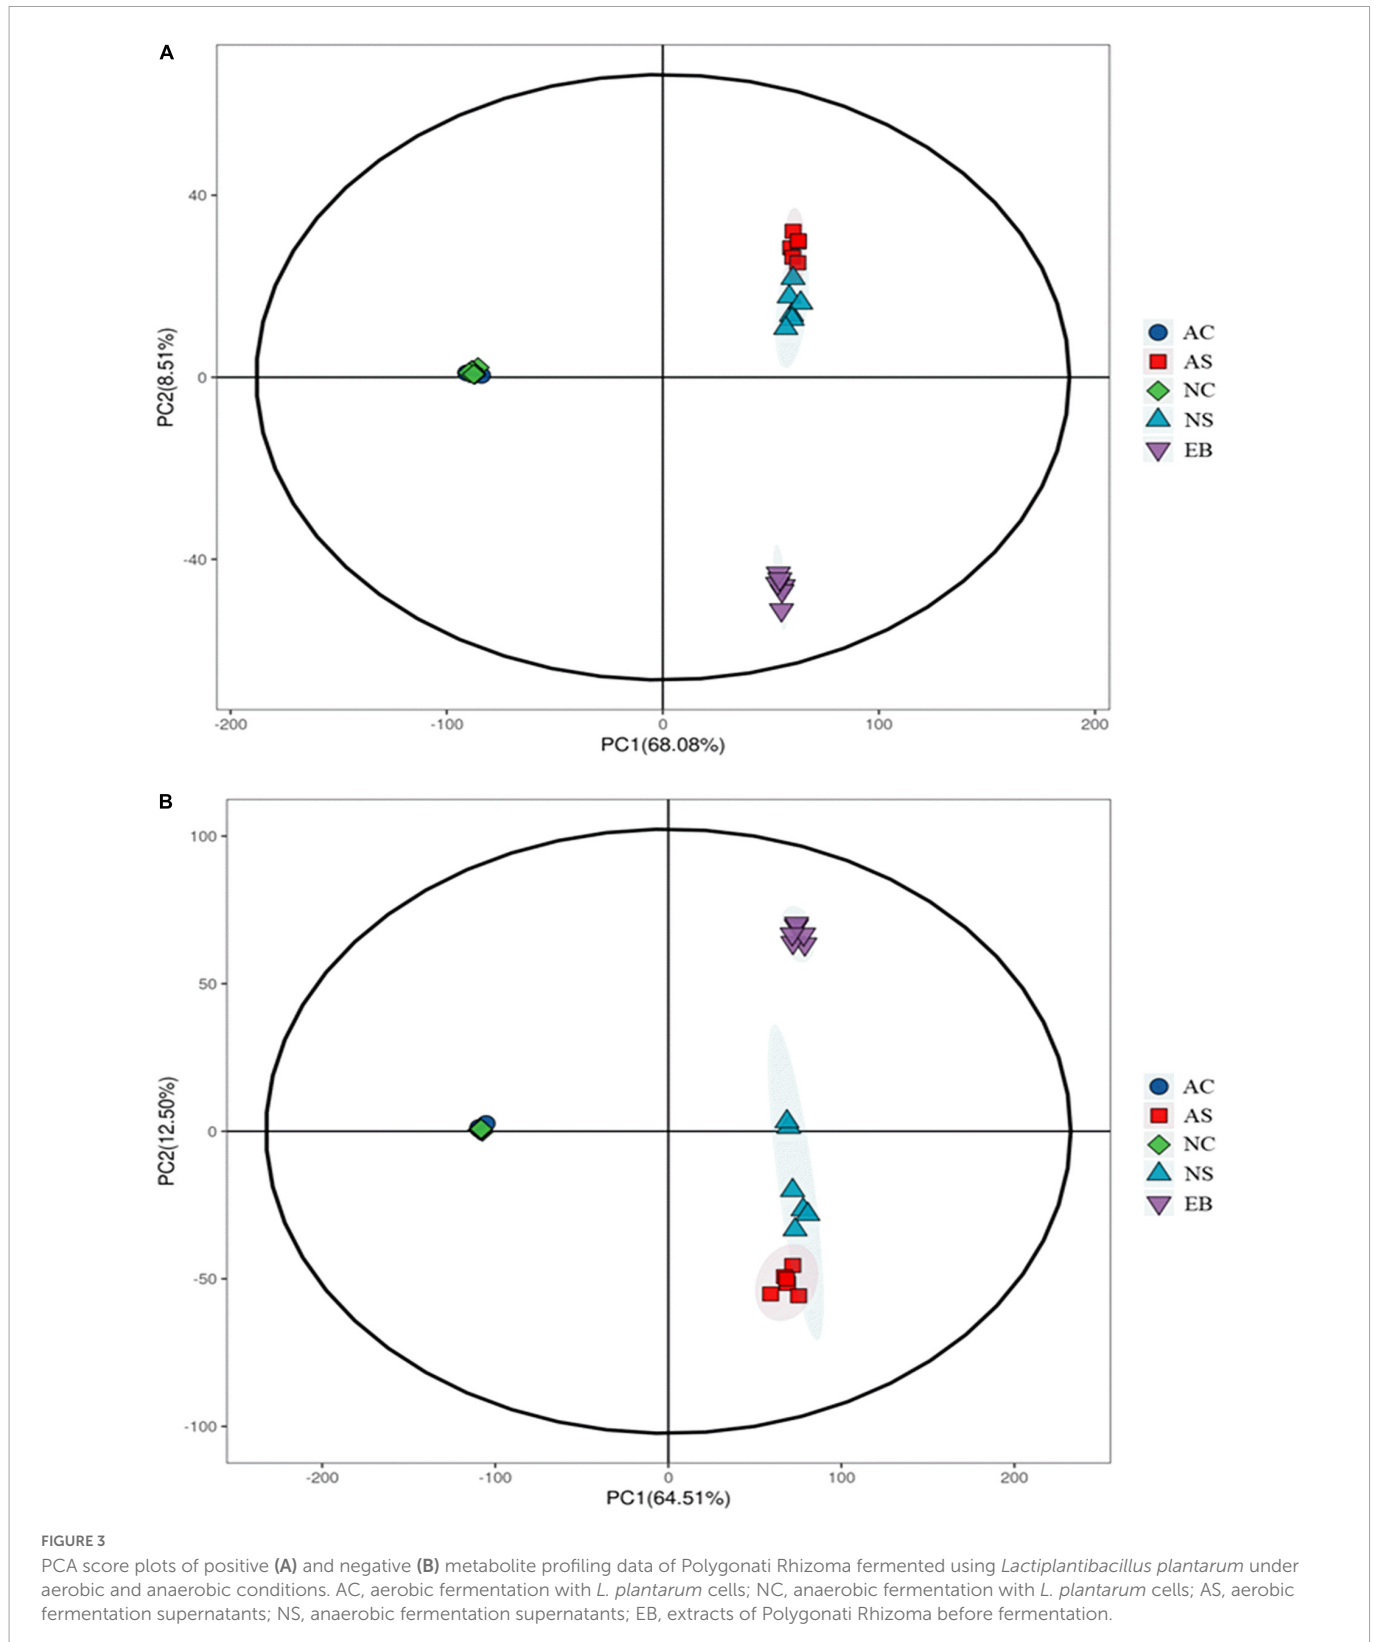 A
40
0
-40
PC2(8.51%)
-200
-100
0
100
200
PC1(68.08%)
AC
AS
NC
NS
EB
B
100
50
0
-50
-100
PC2(12.50%)
-200
-100
0
100
200
PC1(64.51%)
AC
AS
NC
NS
EB
FIGURE 3
PCA score plots of positive (A) and negative (B) metabolite profiling data of Polygonati Rhizoma fermented using Lactiplantibacillus plantarum under
aerobic and anaerobic conditions. AC, aerobic fermentation with L. plantarum cells; NC, anaerobic fermentation with L. plantarum cells; AS, aerobic
fermentation supernatants; NS, anaerobic fermentation supernatants; EB, extracts of Polygonati Rhizoma before fermentation.